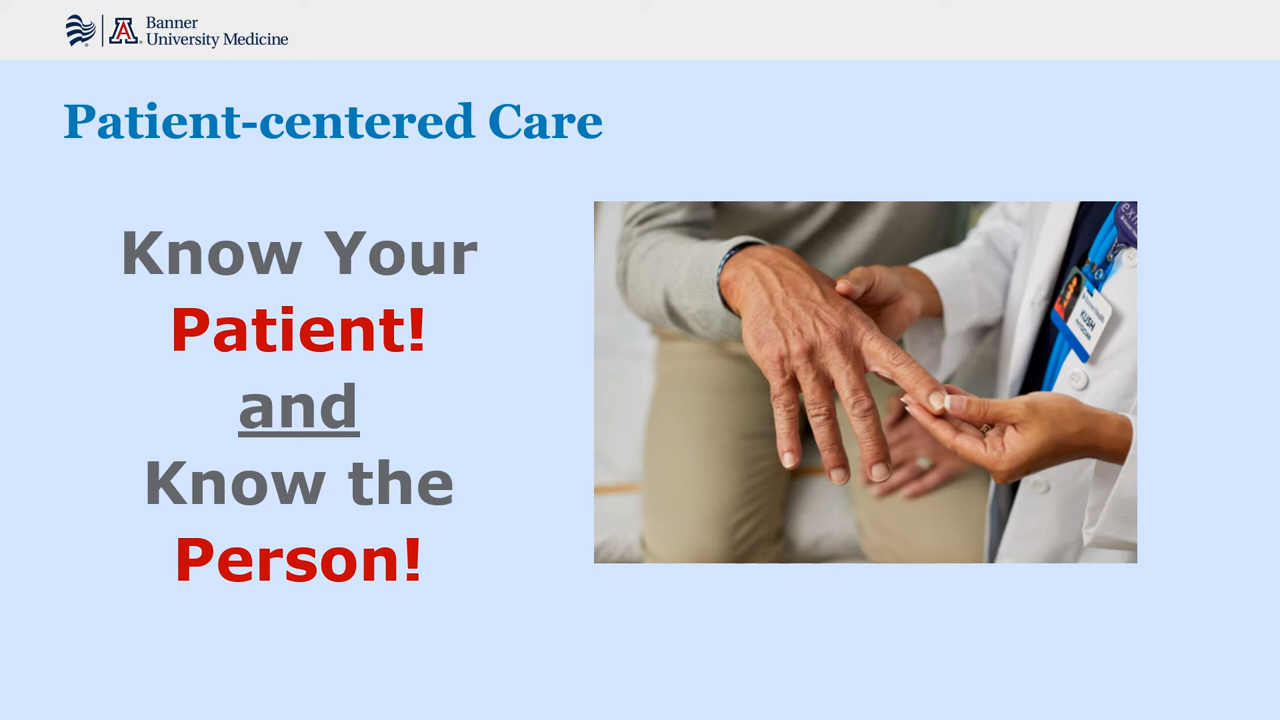 Banner
University Medicine
Patient-centered Care
Know Your
Patient!
and
Know the
Person!
KUSH